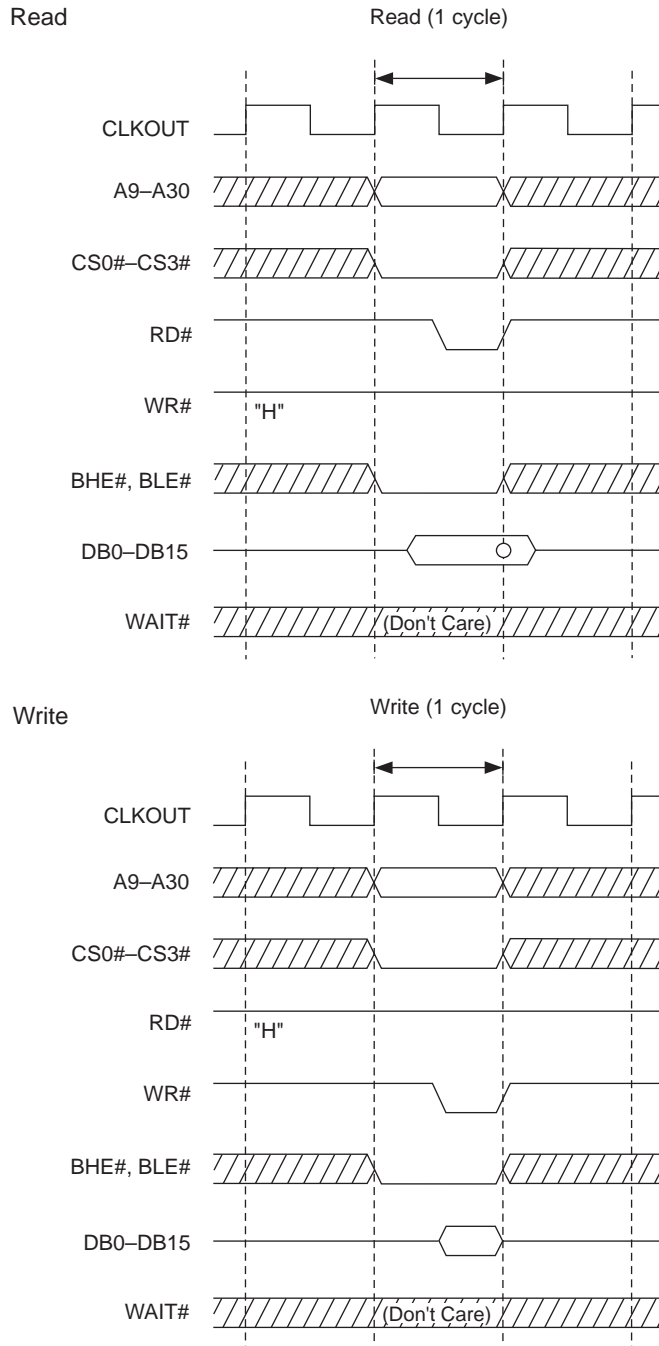 Read
Read (1 cycle)
CLKOUT
A9–A30
CS0#–CS3#
RD#
WR#
"H"
BHE#, BLE#
DB0–DB15
WAIT#
(Don't Care)
Write
Write (1 cycle)
CLKOUT
A9–A30
CS0#–CS3#
RD#
"H"
WR#
BHE#, BLE#
DB0–DB15
WAIT#
(Don't Care)